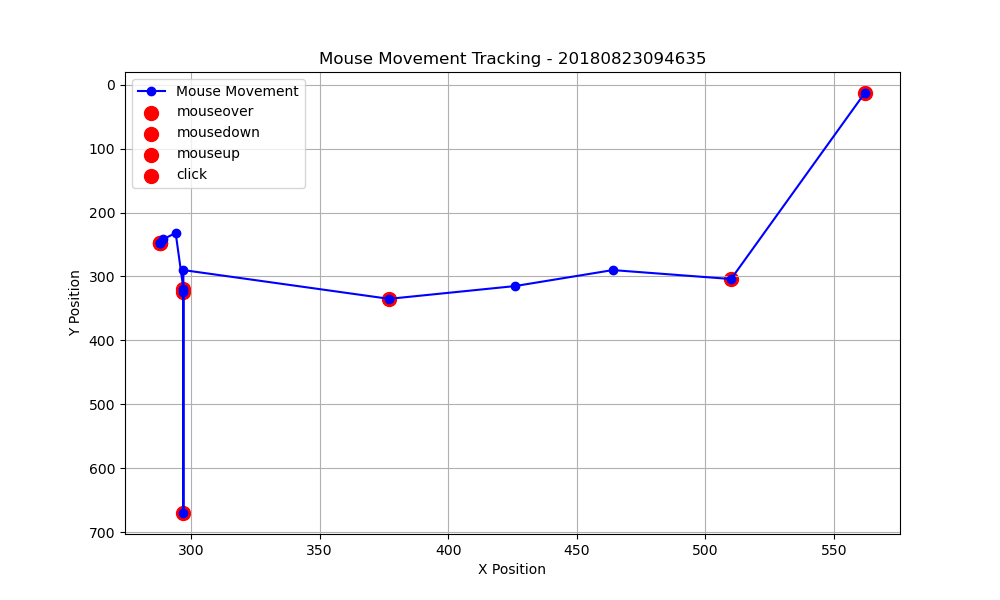 Mouse Movement Tracking - 20180823094635
Mouse Movement
mouseover
mousedown
mouseup
click
0
100
200
300
400
500
600
700
Y Position
300 350 400 450 500 550
X Position